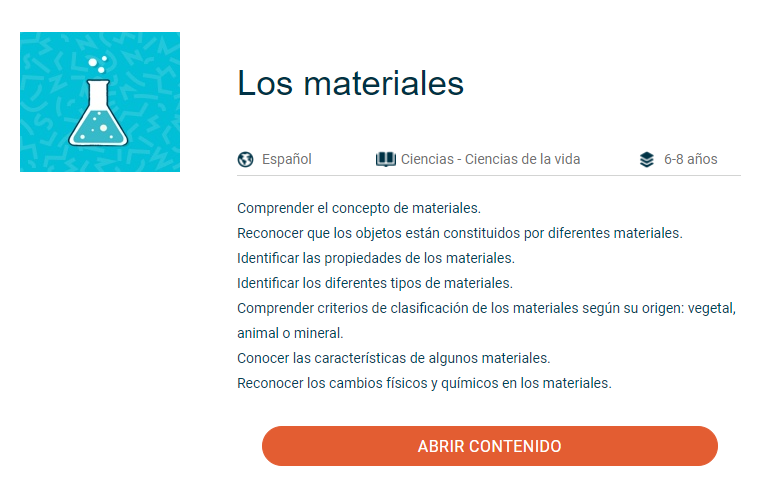 Los materiales
Español
Ciencias - Ciencias de la vida
6-8 años
Comprender el concepto de materiales.
Reconocer que los objetos están constituidos por diferentes materiales.
Identificar las propiedades de los materiales.
Identificar los diferentes tipos de materiales.
Comprender criterios de clasificación de los materiales según su origen: vegetal,
animal o mineral.
Conocer las características de algunos materiales.
Reconocer los cambios físicos y químicos en los materiales.
ABRIR CONTENIDO